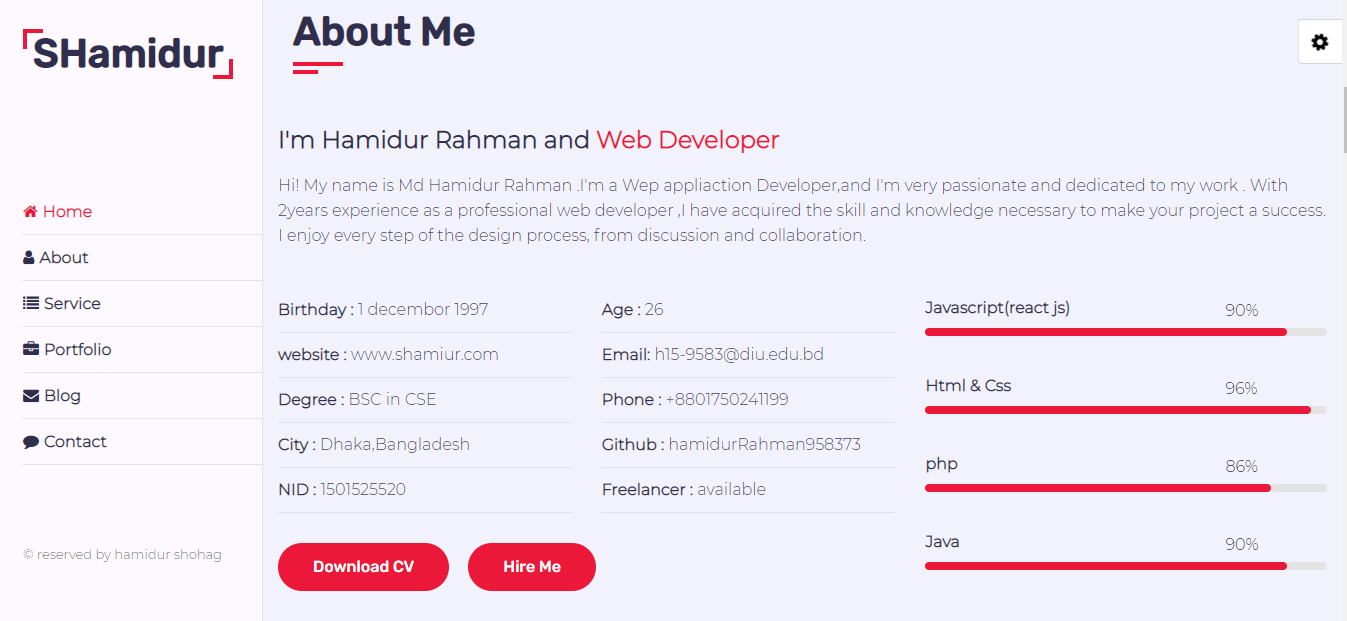 SHamidur
Home
About
Service
Portfolio
Blog
Contact
© reserved by hamidur shohag
About Me
I'm Hamidur Rahman and Web Developer
Hi! My name is Md Hamidur Rahman .I'm a Wep appliaction Developer,and I'm very passionate and dedicated to my work . With
2years experience as a professional web developer ,I have acquired the skill and knowledge necessary to make your project a success.
I enjoy every step of the design process, from discussion and collaboration.
Birthday : 1 decembor 1997
website : www.shamiur.com
Degree : BSC in CSE
City : Dhaka,Bangladesh
NID : 1501525520
Age : 26
Email: h15-9583@diu.edu.bd
Phone : +8801750241199
Github : hamidurRahman958373
Freelancer : available
Download CV
Hire Me
Javascript(react js) 90%
Html & Css 96%
php 86%
Java 90%